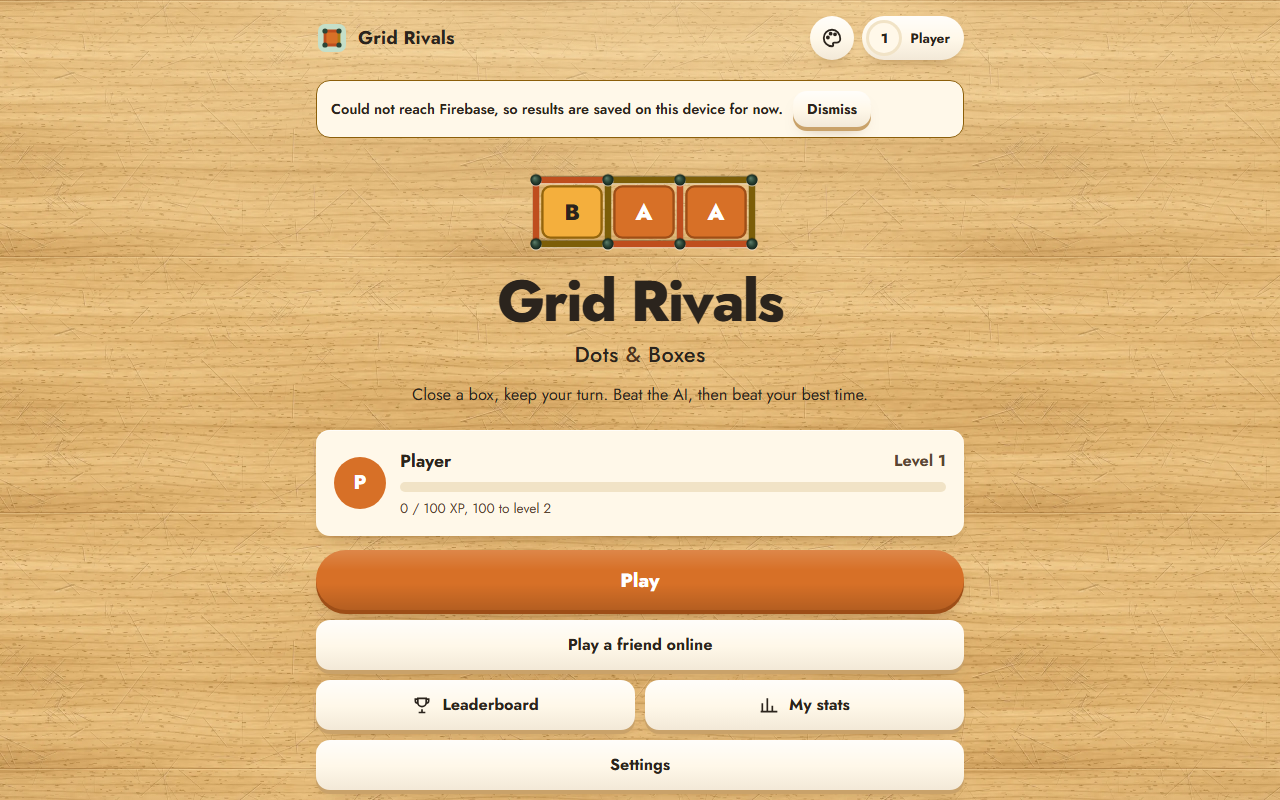 Grid Rivals
1 Player
Could not reach Firebase, so results are saved on this device for now. Dismiss
B A A
Grid Rivals
Dots & Boxes
Close a box, keep your turn. Beat the AI, then beat your best time.
P
Player Level 1
0 / 100 XP, 100 to level 2
Play
Play a friend online
Leaderboard My stats
Settings